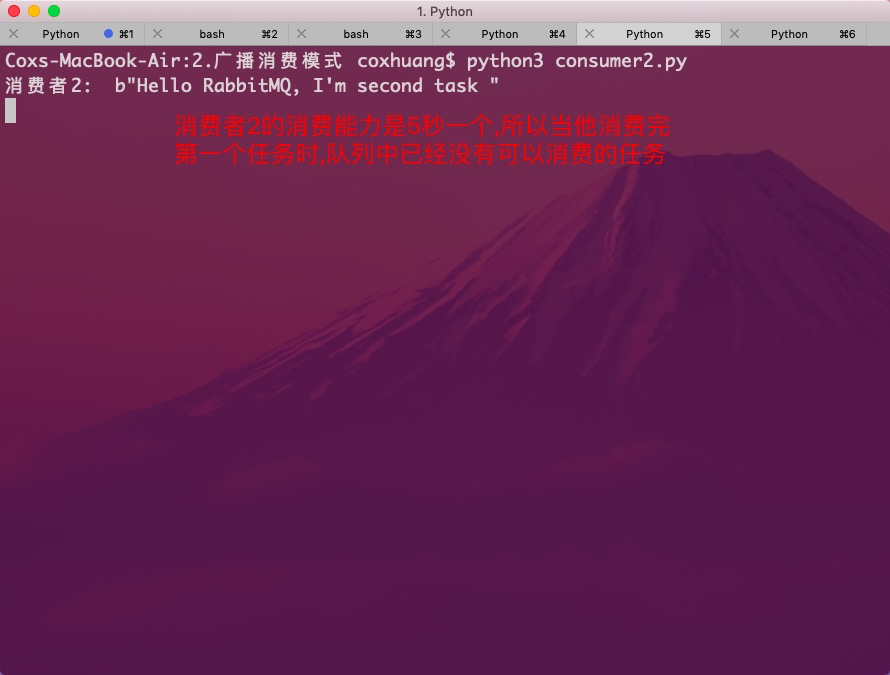 1. Python
Python ⌘1 bash ⌘2 bash ⌘3 Python ⌘4 Python ⌘5 Python ⌘6
Coxs-MacBook-Air:2.广播消费模式 coxhuang$ python3 consumer2.py
消费者2:  b"Hello RabbitMQ, I'm second task "
消费者2的消费能力是5秒一个,所以当他消费完
第一个任务时,队列中已经没有可以消费的任务